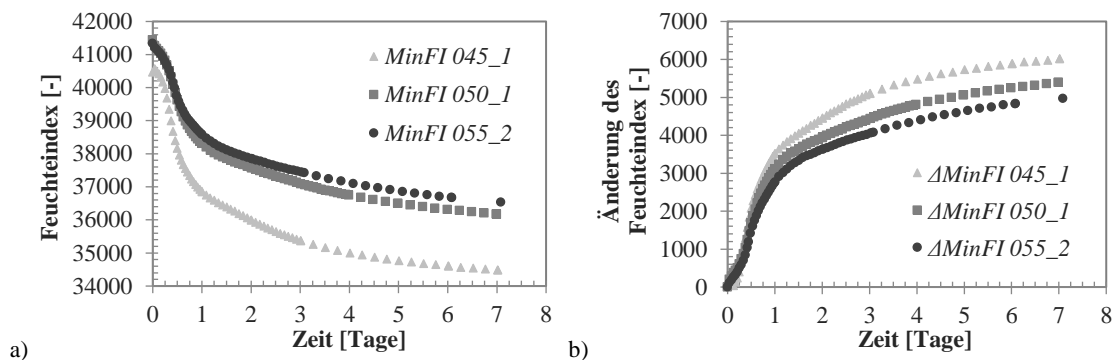 42000
41000
40000
39000
38000
37000
36000
35000
34000
Feuchteindex [-]
MinFI 045_1
MinFI 050_1
MinFI 055_2
0 1 2 3 4 5 6 7 8
Zeit [Tage]
a)
7000
6000
5000
4000
3000
2000
1000
0
Änderung des
Feuchteindex [-]
ΔMinFI 045_1
ΔMinFI 050_1
ΔMinFI 055_2
0 1 2 3 4 5 6 7 8
Zeit [Tage]
b)